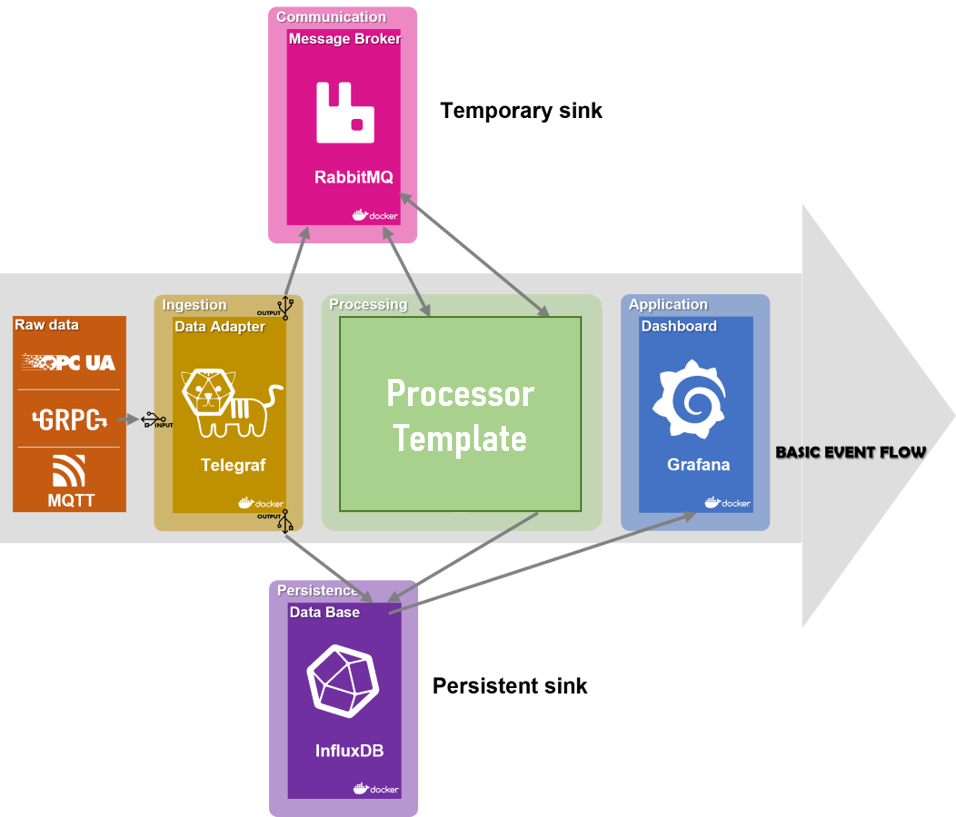 Communication
Message Broker
RabbitMQ
docker
Temporary sink
Raw data
OPC UA
GRPC
MQTT
INPUT
Ingestion
OUTPUT
Data Adapter
Telegraf
docker
OUTPUT
Processing
Processor
Template
Application
Dashboard
Grafana
docker
BASIC EVENT FLOW
Persistence
Data Base
InfluxDB
docker
Persistent sink